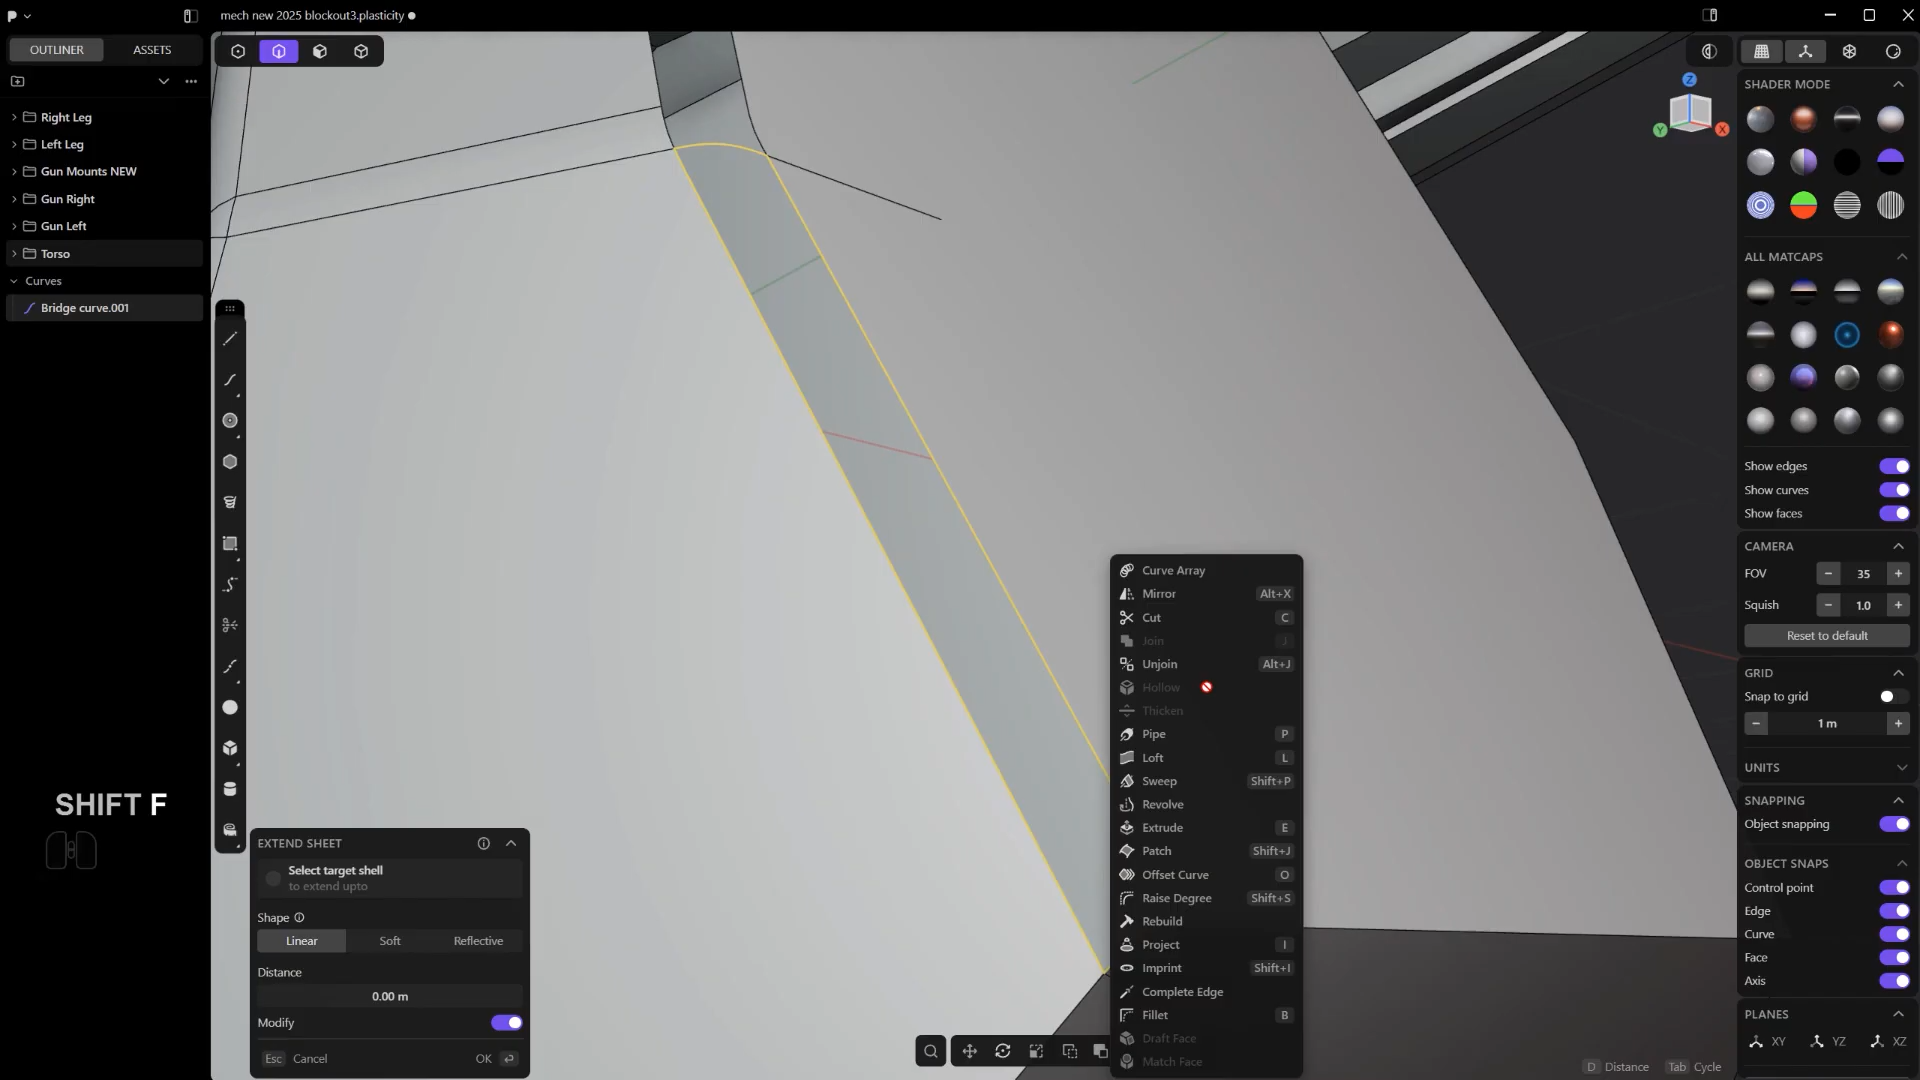 mech new 2025 blockout3.plasticity
OUTLINER
ASSETS
Right Leg
Left Leg
Gun Mounts NEW
Gun Right
Gun Left
Torso
Curves
Bridge curve.001
SHIFT F
EXTEND SHEET
Select target shell
to extend upto
Shape
Linear Soft Reflective
Distance
0.00 m
Modify
Esc Cancel OK
Curve Array
Mirror Alt+X
Cut C
Join J
Unjoin Alt+J
Hollow
Thicken
Pipe P
Loft L
Sweep Shift+P
Revolve
Extrude E
Patch Shift+J
Offset Curve O
Raise Degree Shift+S
Rebuild
Project I
Imprint Shift+I
Complete Edge
Fillet B
Draft Face
Match Face
D Distance Tab Cycle
Z
Y
X
SHADER MODE
ALL MATCAPS
Show edges
Show curves
Show faces
CAMERA
FOV − 35 +
Squish − 1.0 +
Reset to default
GRID
Snap to grid
− 1 m +
UNITS
SNAPPING
Object snapping
OBJECT SNAPS
Control point
Edge
Curve
Face
Axis
PLANES
XY YZ XZ